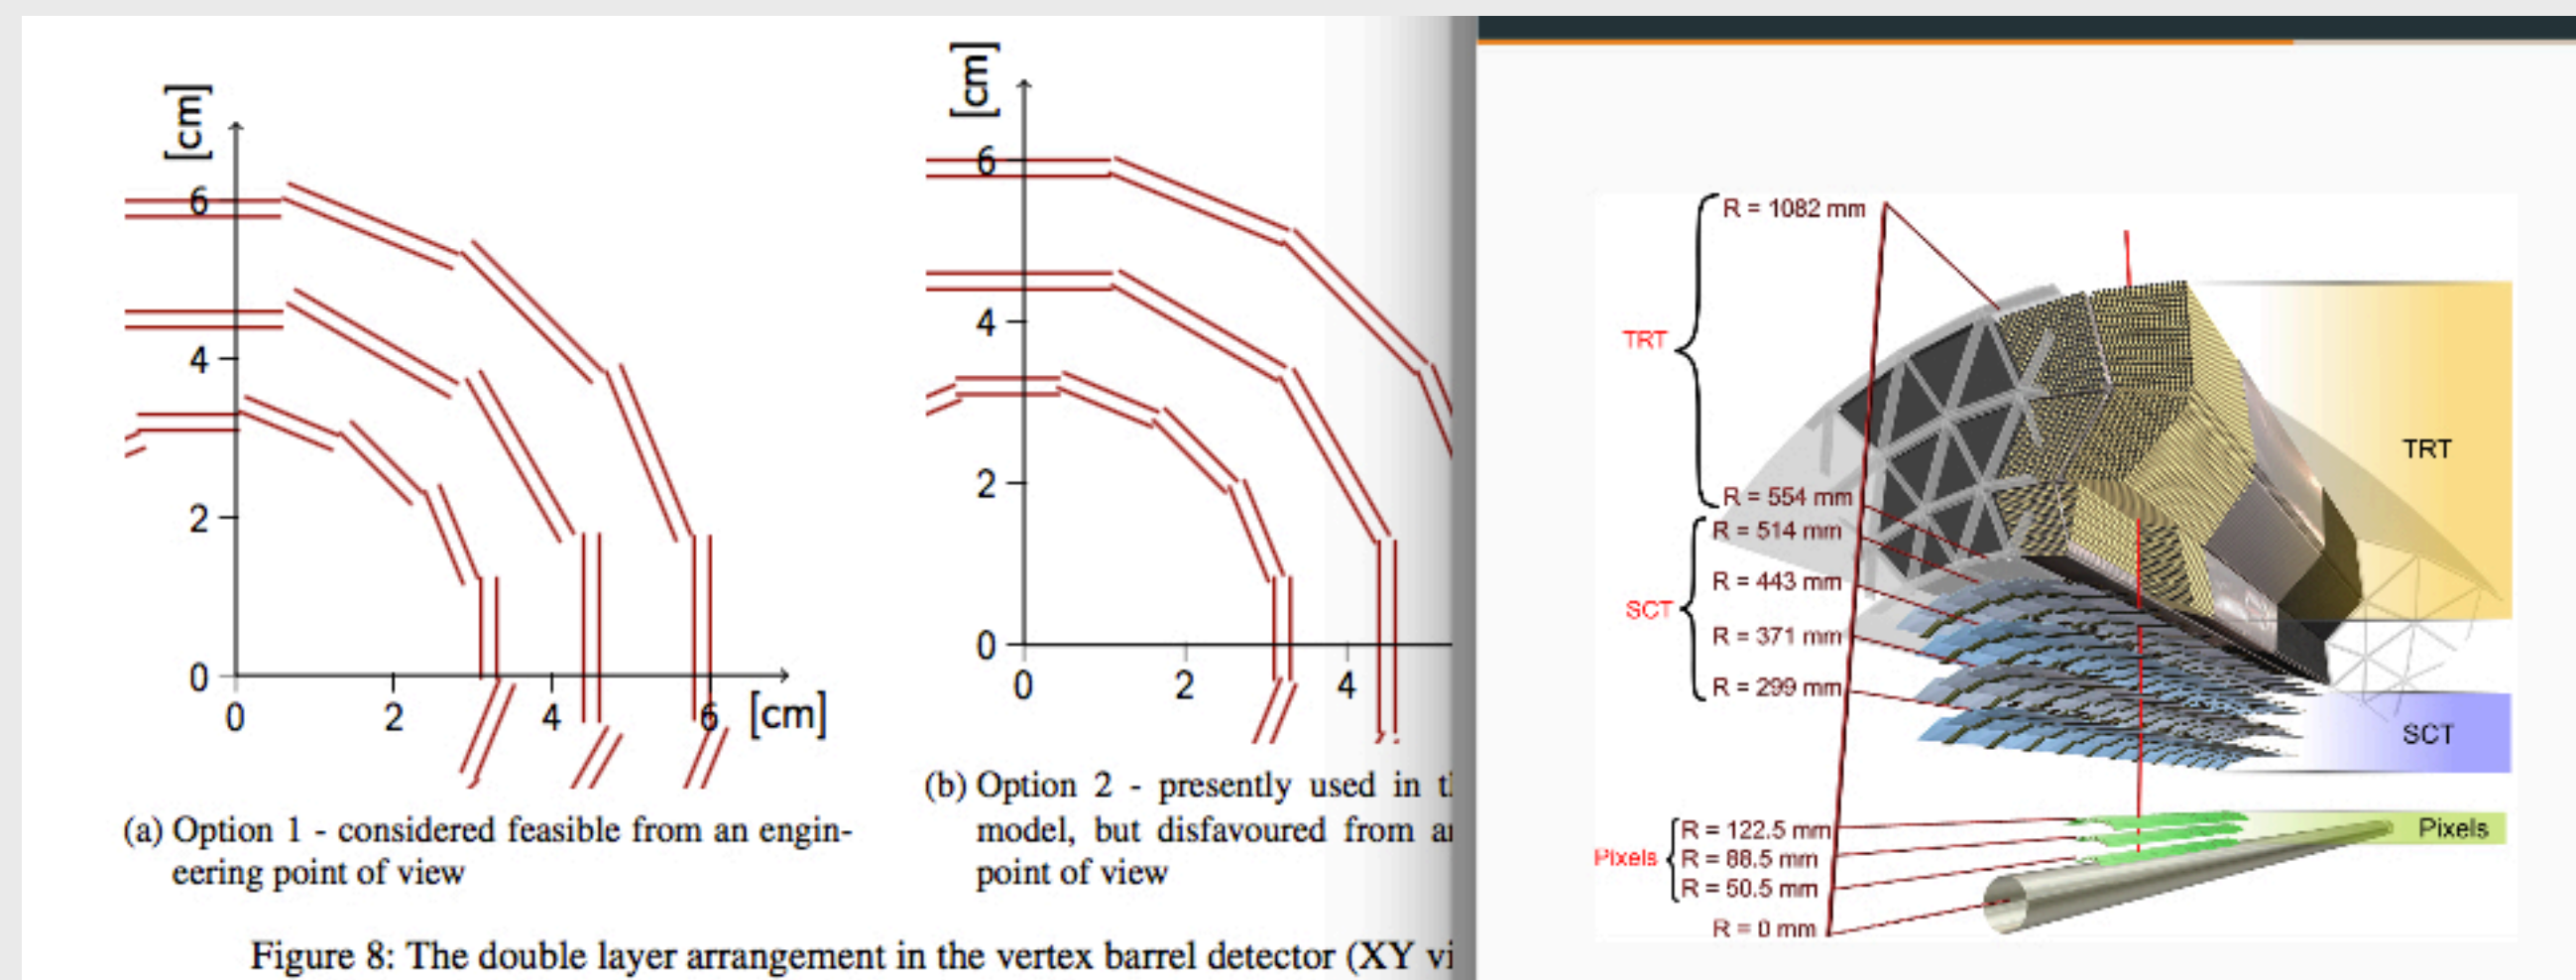 [cm]
6
4
2
0
0
2
4
6
[cm]
(a) Option 1 - considered feasible from an engin-
eering point of view
[cm]
6
4
2
0
0
2
4
(b) Option 2 - presently used in
model, but disfavoured from
point of view
Figure 8: The double layer arrangement in the vertex barrel detector (XY
R = 1082 mm
TRT
R = 554 mm
R = 514 mm
R = 443 mm
SCT
R = 371 mm
R = 299 mm
R = 122.5 mm
Pixels
R = 88.5 mm
R = 50.5 mm
R = 0 mm
TRT
SCT
Pixels